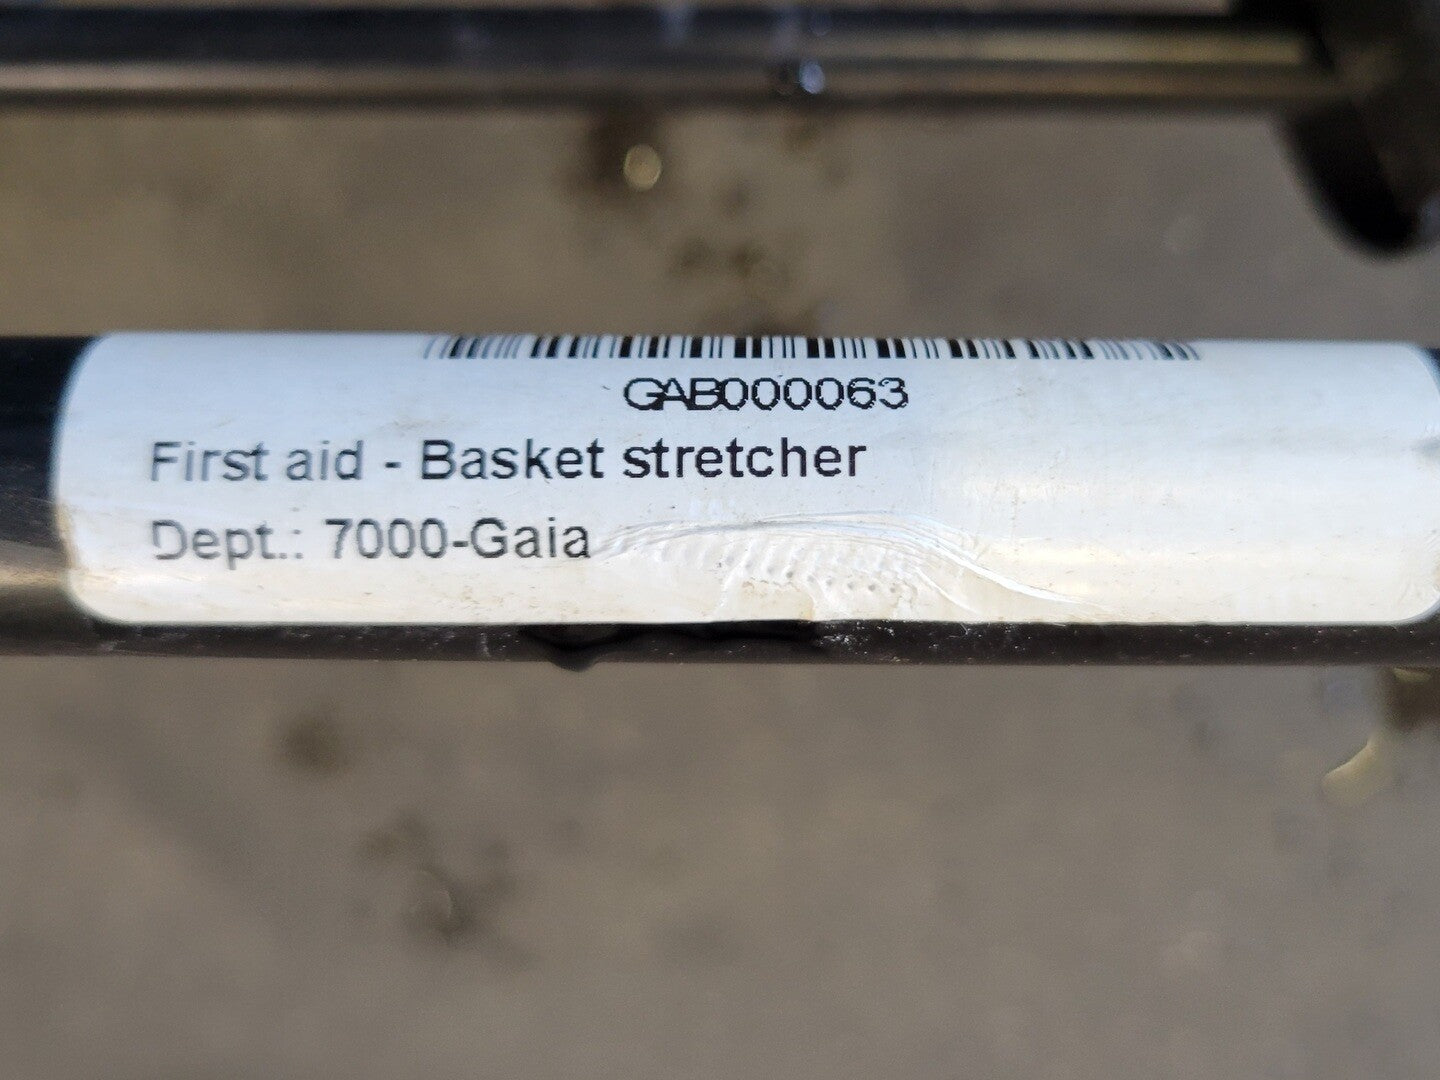 GAB000063
First aid - Basket stretcher
Dept.: 7000-Gaia